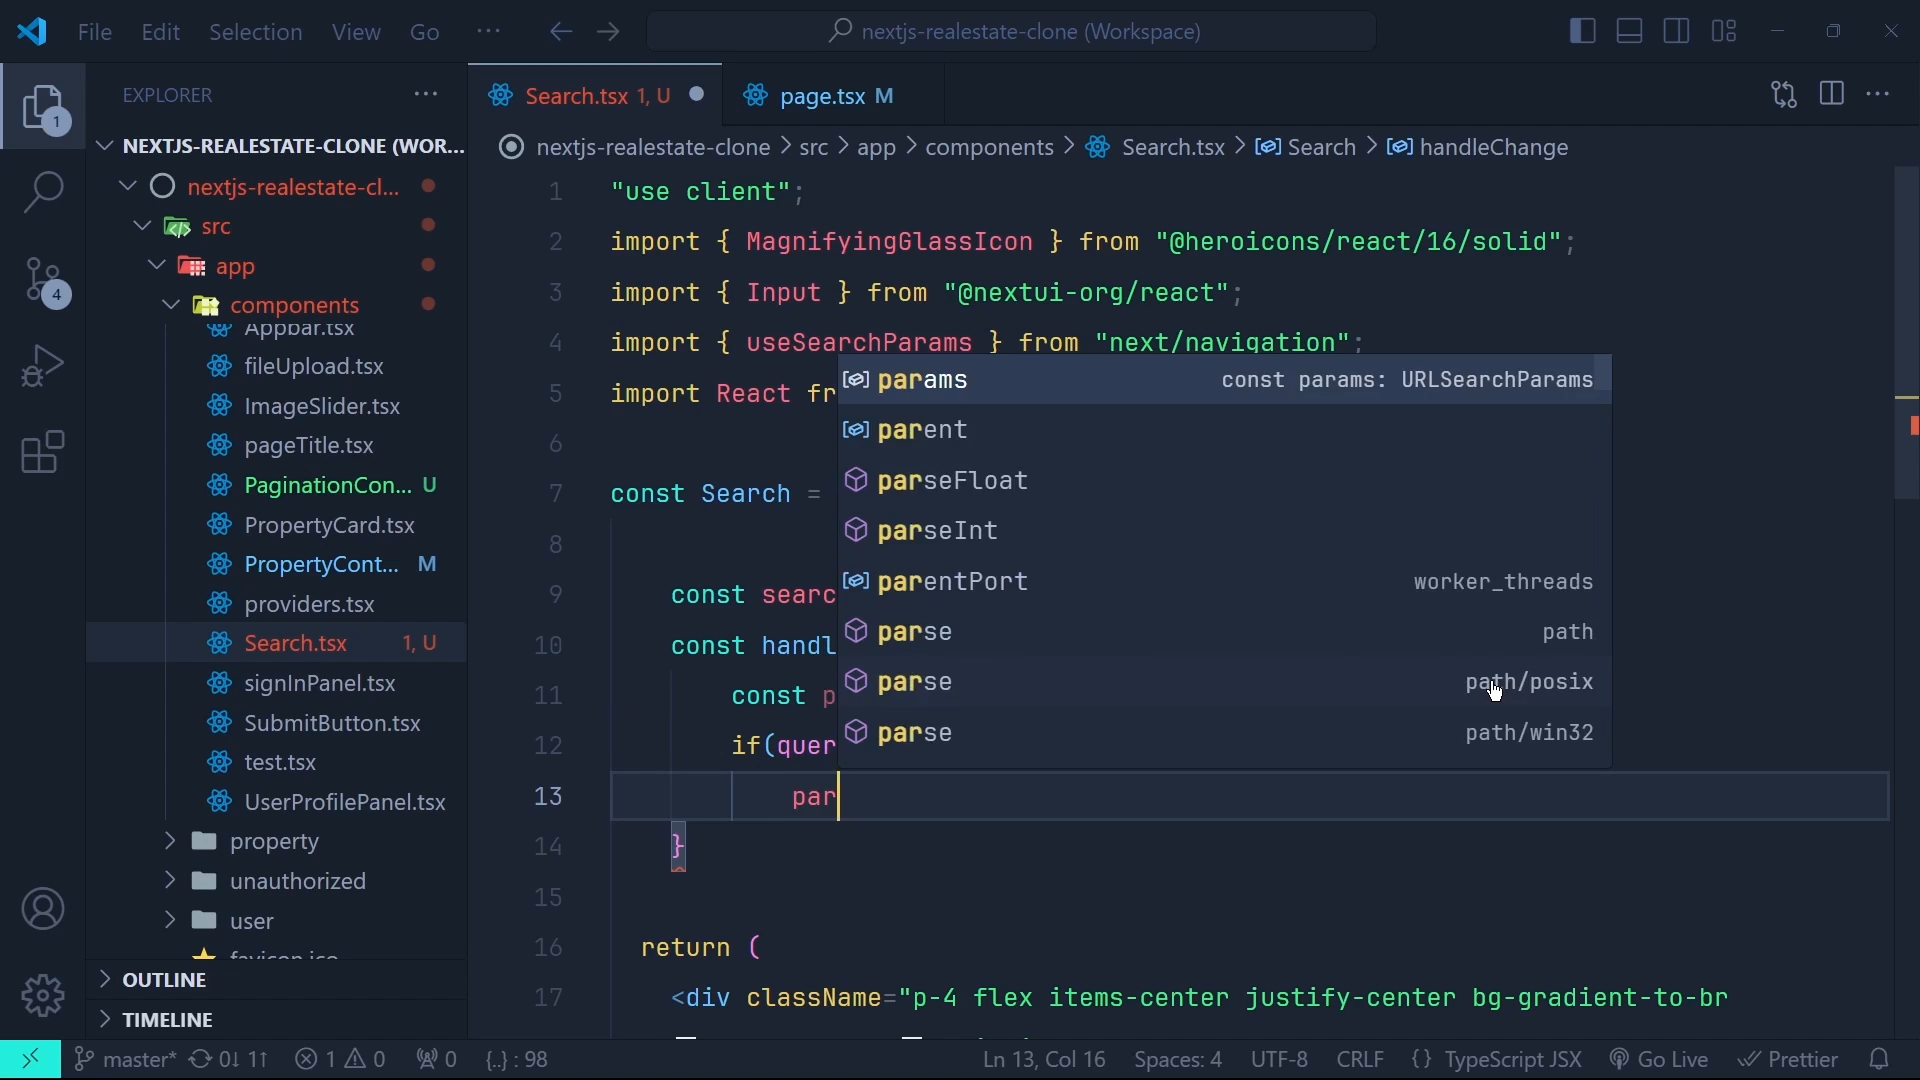 File Edit Selection View Go ··· nextjs-realestate-clone (Workspace)
EXPLORER ···
NEXTJS-REALESTATE-CLONE (WOR...
nextjs-realestate-cl...
src
app
components
Appbar.tsx
fileUpload.tsx
ImageSlider.tsx
pageTitle.tsx
PaginationCon... U
PropertyCard.tsx
PropertyCont... M
providers.tsx
Search.tsx 1, U
signInPanel.tsx
SubmitButton.tsx
test.tsx
UserProfilePanel.tsx
property
unauthorized
user
favicon.ico
OUTLINE
TIMELINE
1
4
Search.tsx 1, U
page.tsx M
nextjs-realestate-clone > src > app > components > Search.tsx > Search > handleChange
1 "use client";
2 import { MagnifyingGlassIcon } from "@heroicons/react/16/solid";
3 import { Input } from "@nextui-org/react";
4 import { useSearchParams } from "next/navigation";
5 import React fr
6
7 const Search =
8
9 const searc
10 const handl
11 const p
12 if(quer
13 par
14 }
15
16 return (
17 <div className="p-4 flex items-center justify-center bg-gradient-to-br
params const params: URLSearchParams
parent
parseFloat
parseInt
parentPort worker_threads
parse path
parse path/posix
parse path/win32
master* 0↓ 1↑ 1 0 0 {..} : 98 Ln 13, Col 16 Spaces: 4 UTF-8 CRLF {} TypeScript JSX Go Live Prettier